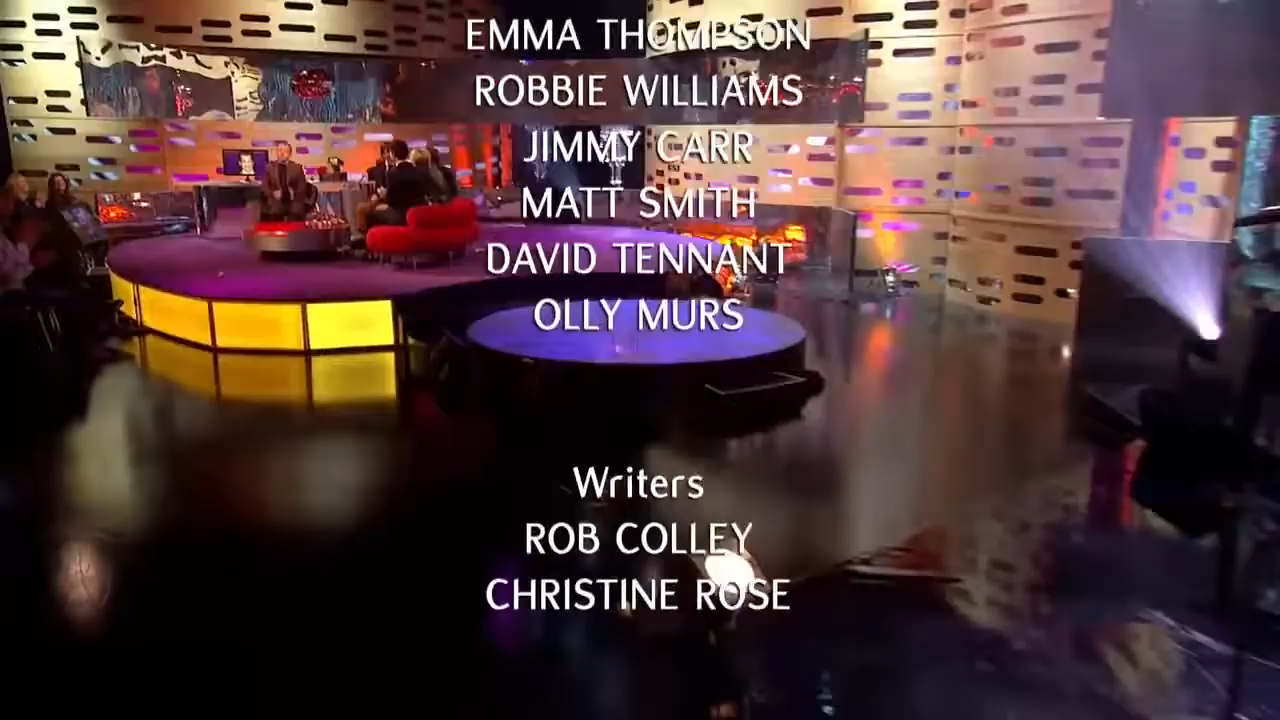 EMMA THOMPSON
ROBBIE WILLIAMS
JIMMY CARR
MATT SMITH
DAVID TENNANT
OLLY MURS
Writers
ROB COLLEY
CHRISTINE ROSE